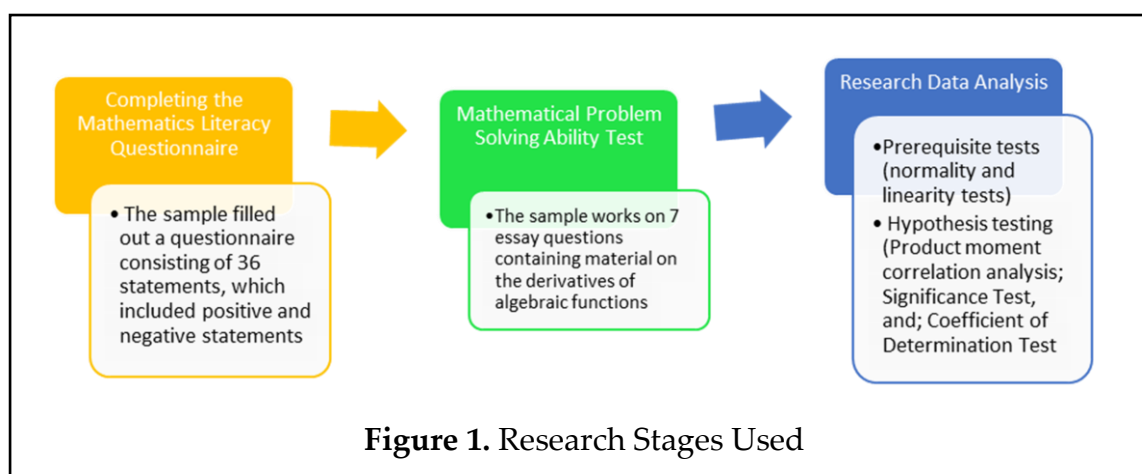 Completing the
Mathematics Literacy
Questionnaire
• The sample filled
out a questionnaire
consisting of 36
statements, which
included positive and
negative statements
Mathematical Problem
Solving Ability Test
•The sample works on 7
essay questions
containing material on
the derivatives of
algebraic functions
Research Data Analysis
•Prerequisite tests
(normality and
linearity tests)
• Hypothesis testing
(Product moment
correlation analysis;
Significance Test,
and; Coefficient of
Determination Test
Figure 1. Research Stages Used